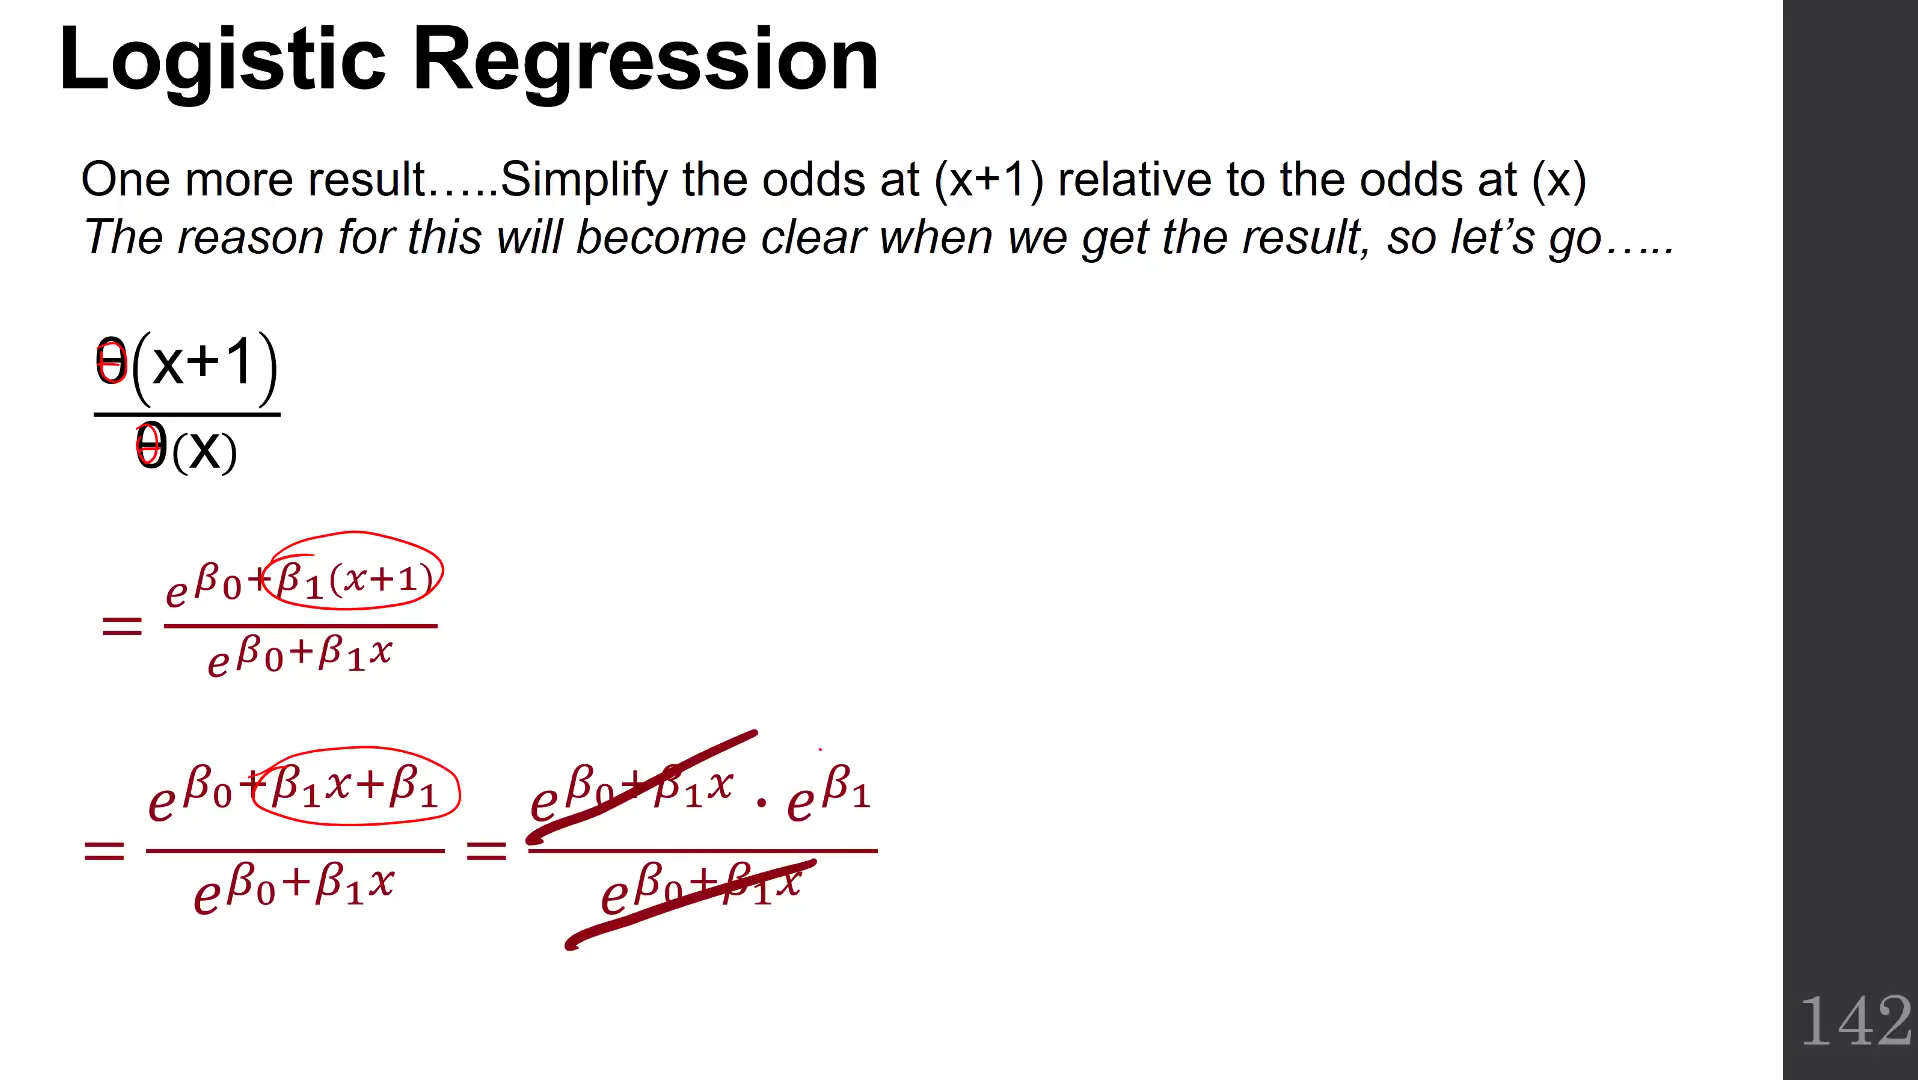 Logistic Regression
One more result…..Simplify the odds at (x+1) relative to the odds at (x)
The reason for this will become clear when we get the result, so let’s go…..
θ(x+1)
θ(x)
e^{β₀+β₁(x+1)}
=
e^{β₀+β₁x}
e^{β₀+β₁x+β₁} e^{β₀+β₁x} · e^{β₁}
= =
e^{β₀+β₁x} e^{β₀+β₁x}
142